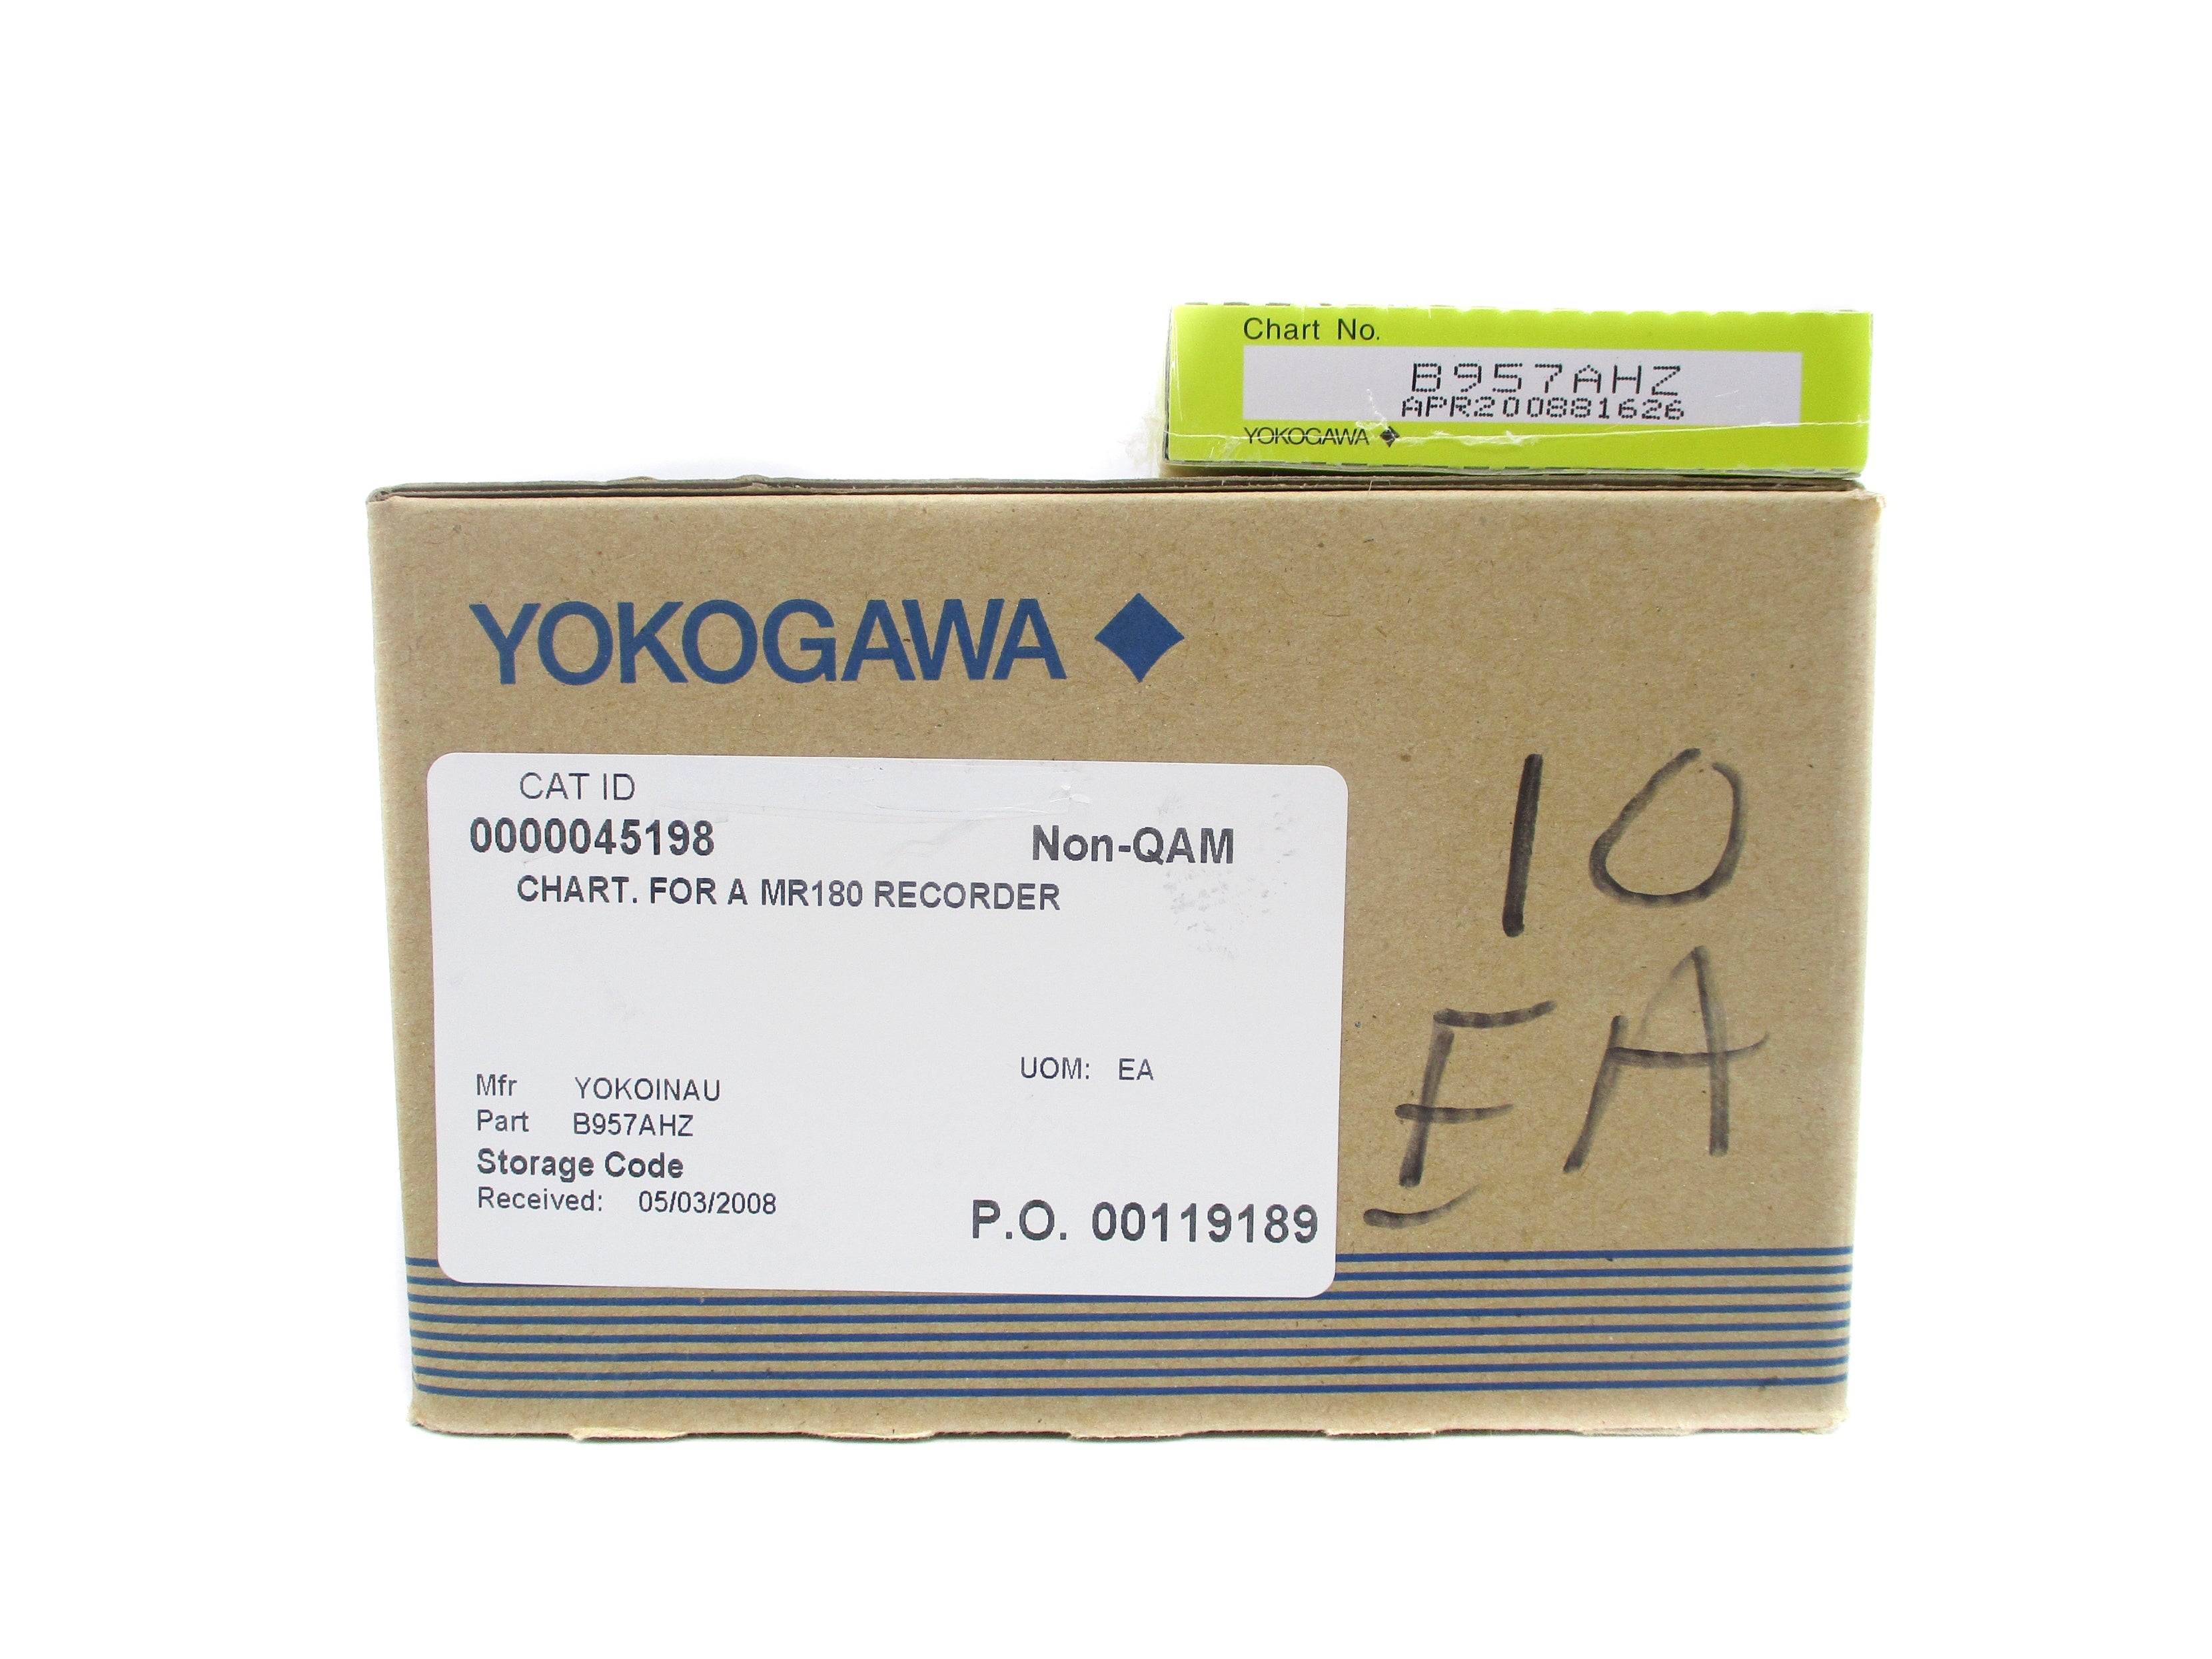 Chart No.
B957AHZ
APR200881626
YOKOGAWA
YOKOGAWA
CAT ID
0000045198
Non-QAM
CHART. FOR A MR180 RECORDER
UOM: EA
Mfr YOKOINAU
Part B957AHZ
Storage Code
Received: 05/03/2008
P.O. 00119189
10
EA